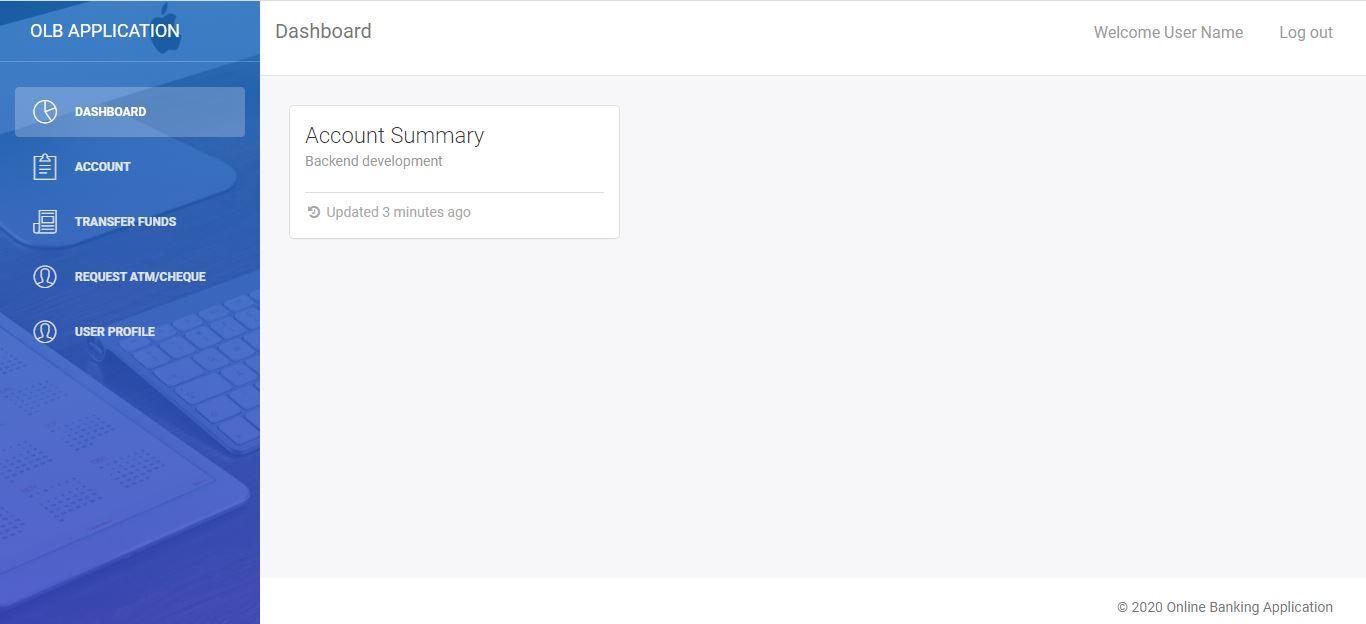 OLB APPLICATION
Dashboard
Welcome User Name
Log out
DASHBOARD
ACCOUNT
TRANSFER FUNDS
REQUEST ATM/CHEQUE
USER PROFILE
Account Summary
Backend development
Updated 3 minutes ago
© 2020 Online Banking Application